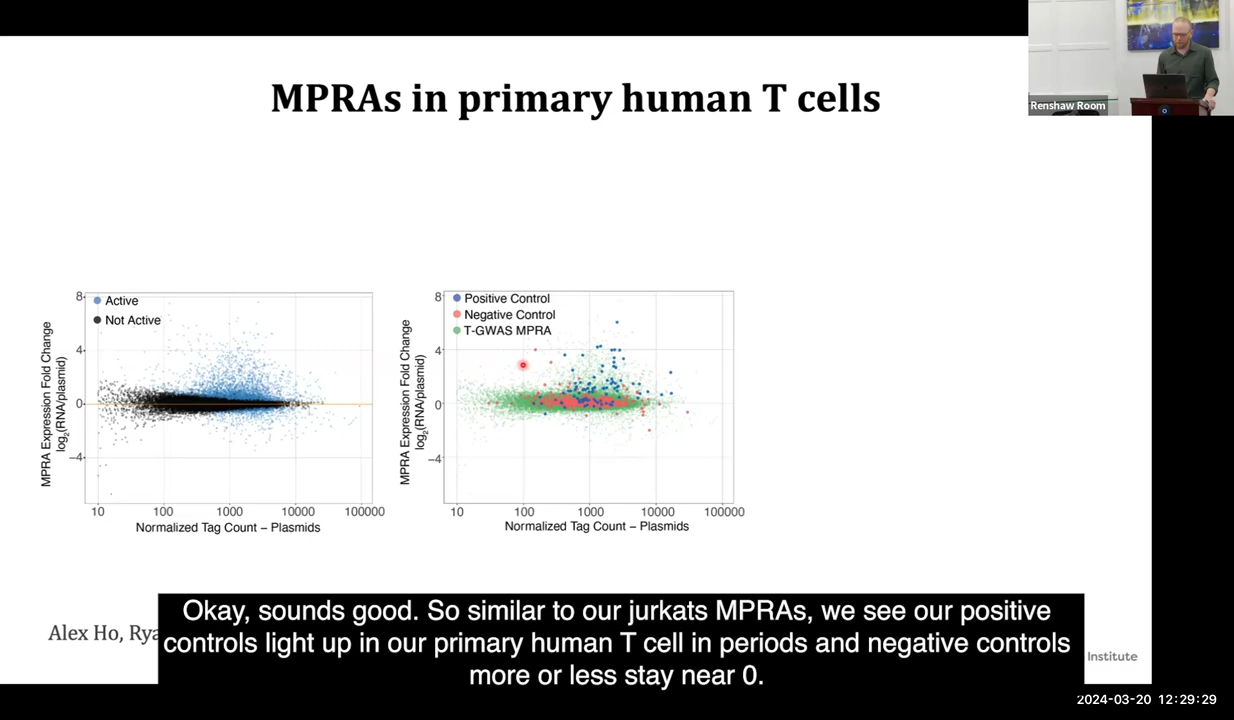 MPRAs in primary human T cells
Renshaw Room
8
4
0
−4
MPRA Expression Fold Change
log2(RNA/plasmid)
Active
Not Active
10
100
1000
10000
100000
Normalized Tag Count − Plasmids
8
4
0
−4
MPRA Expression Fold Change
log2(RNA/plasmid)
Positive Control
Negative Control
T-GWAS MPRA
10
100
1000
10000
100000
Normalized Tag Count − Plasmids
Alex Ho,
Institute
Okay, sounds good. So similar to our jurkats MPRAs, we see our positive
controls light up in our primary human T cell in periods and negative controls
more or less stay near 0.
2024-03-20 12:29:29